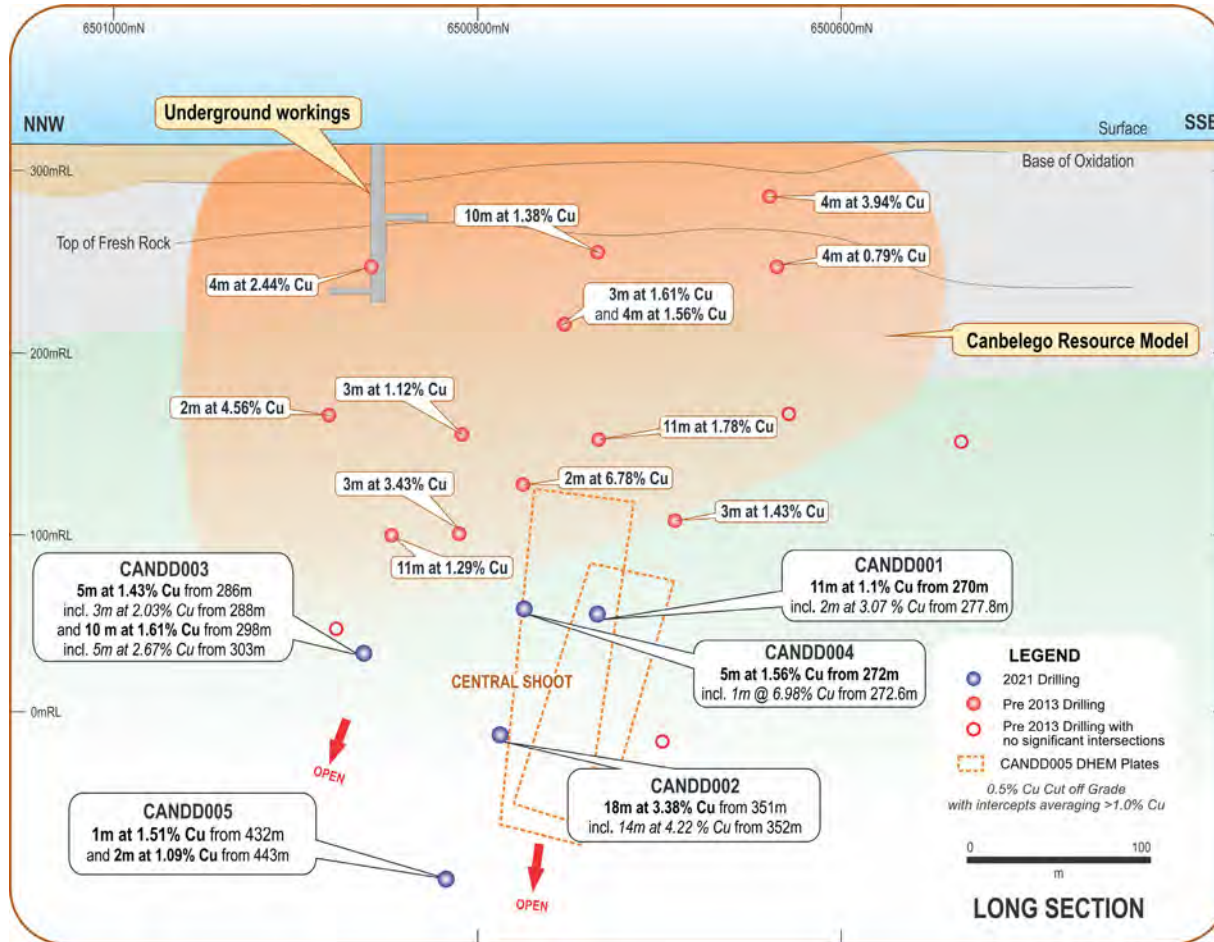 6501000mN
6500800mN
6500600mN
Underground workings
NNW
SSE
Surface
Base of Oxidation
300mRL
Top of Fresh Rock
10m at 1.38% Cu
4m at 3.94% Cu
4m at 0.79% Cu
4m at 2.44% Cu
3m at 1.61% Cu
and 4m at 1.56% Cu
Canbelego Resource Model
200mRL
3m at 1.12% Cu
2m at 4.56% Cu
11m at 1.78% Cu
3m at 3.43% Cu
2m at 6.78% Cu
3m at 1.43% Cu
100mRL
11m at 1.29% Cu
CANDD003
5m at 1.43% Cu from 286m
incl. 3m at 2.03% Cu from 288m
and 10 m at 1.61% Cu from 298m
incl. 5m at 2.67% Cu from 303m
CANDD001
11m at 1.1% Cu from 270m
incl. 2m at 3.07 % Cu from 277.8m
CANDD004
5m at 1.56% Cu from 272m
incl. 1m @ 6.98% Cu from 272.6m
CENTRAL SHOOT
0mRL
OPEN
CANDD002
18m at 3.38% Cu from 351m
incl. 14m at 4.22 % Cu from 352m
CANDD005
1m at 1.51% Cu from 432m
and 2m at 1.09% Cu from 443m
OPEN
LEGEND
2021 Drilling
Pre 2013 Drilling
Pre 2013 Drilling with
no significant intersections
CANDD005 DHEM Plates
0.5% Cu Cut off Grade
with intercepts averaging >1.0% Cu
0 100
m
LONG SECTION